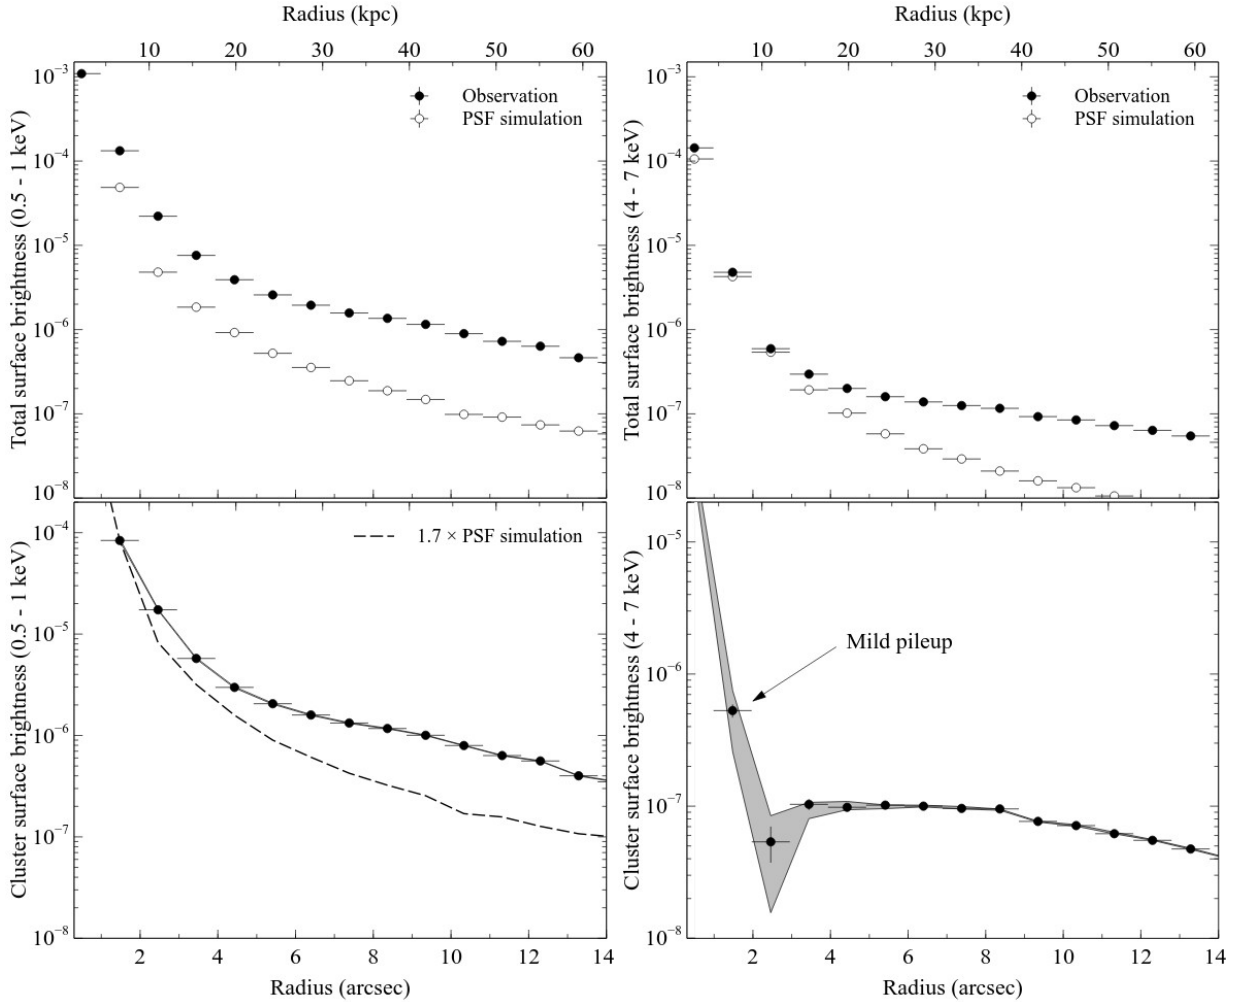 Radius (kpc)
10 20 30 40 50 60
Total surface brightness (0.5 - 1 keV)
10⁻³
10⁻⁴
10⁻⁵
10⁻⁶
10⁻⁷
10⁻⁸
Observation
PSF simulation
Radius (kpc)
10 20 30 40 50 60
Total surface brightness (4 - 7 keV)
10⁻³
10⁻⁴
10⁻⁵
10⁻⁶
10⁻⁷
10⁻⁸
Observation
PSF simulation
Cluster surface brightness (0.5 - 1 keV)
10⁻⁴
10⁻⁵
10⁻⁶
10⁻⁷
10⁻⁸
1.7 × PSF simulation
2 4 6 8 10 12 14
Radius (arcsec)
Cluster surface brightness (4 - 7 keV)
10⁻⁵
10⁻⁶
10⁻⁷
10⁻⁸
Mild pileup
2 4 6 8 10 12 14
Radius (arcsec)